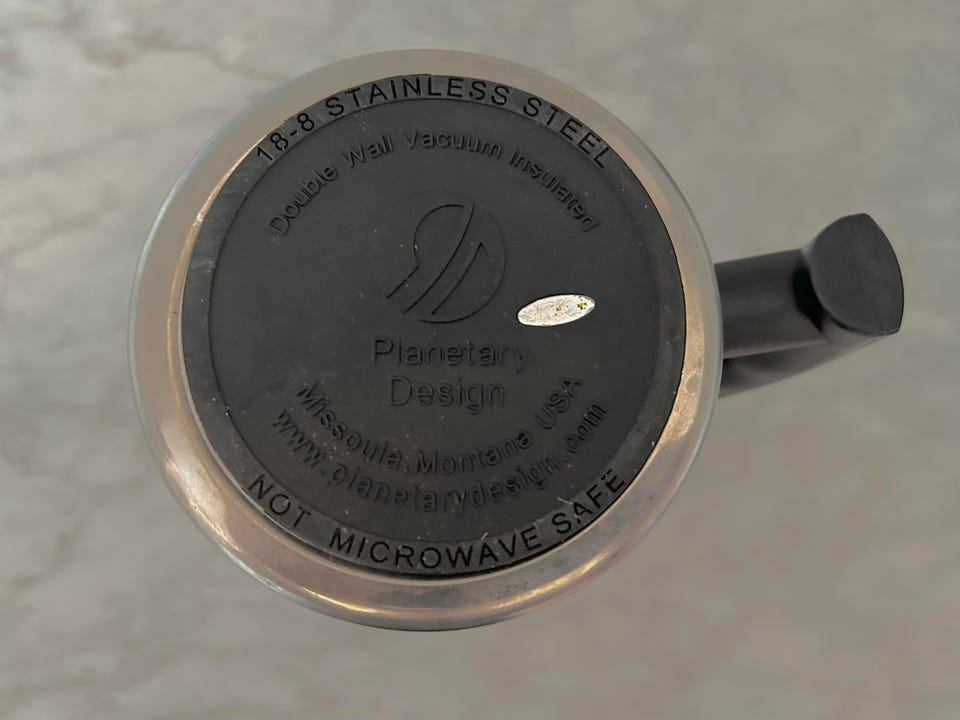 18-8 STAINLESS STEEL
Double Wall Vacuum Insulated
Planetary
Design
Missoula, Montana USA
www.planetarydesign.com
NOT MICROWAVE SAFE